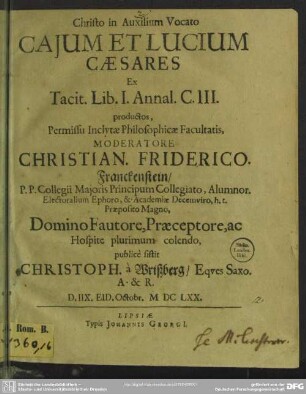 Christo in Auxilium Vocato
CAJUM ET LUCIUM
CÆSARES
Ex
Tacit. Lib. I. Annal. C. III.
productos,
Permissu Inclytæ Philosophicæ Facultatis,
MODERATORE
CHRISTIAN. FRIDERICO.
Franckenstein/
P. P. Collegii Majoris Principum Collegiato, Alumnor.
Electoralium Ephoro, & Academiæ Decemviro, h. t.
Præposito Magno,
Domino Fautore, Præceptore, ac
Hospite plurimum colendo,
publicè sistit
CHRISTOPH. à Wrißberg/ Eqves Saxo.
A. & R.
D. IIX. EID. Octobr. M DC LXX.
LIPSIÆ
Typis JOHANNIS GEORGI.
Rom. B.